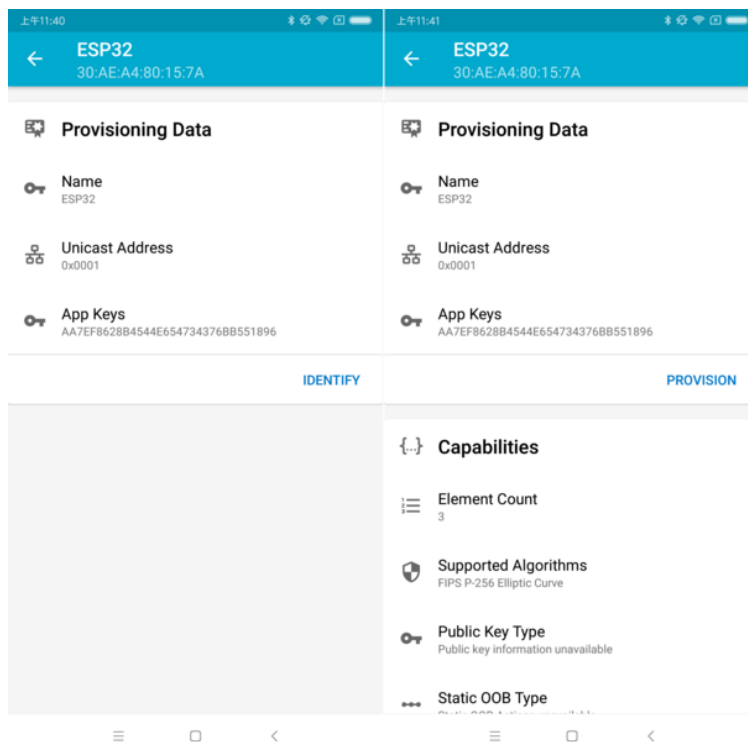 上午11:40
ESP32
30:AE:A4:80:15:7A
Provisioning Data
Name
ESP32
Unicast Address
0x0001
App Keys
AA7EF8628B4544E654734376BB551896
IDENTIFY
上午11:41
ESP32
30:AE:A4:80:15:7A
Provisioning Data
Name
ESP32
Unicast Address
0x0001
App Keys
AA7EF8628B4544E654734376BB551896
PROVISION
{...} Capabilities
Element Count
3
Supported Algorithms
FIPS P-256 Elliptic Curve
Public Key Type
Public key information unavailable
Static OOB Type